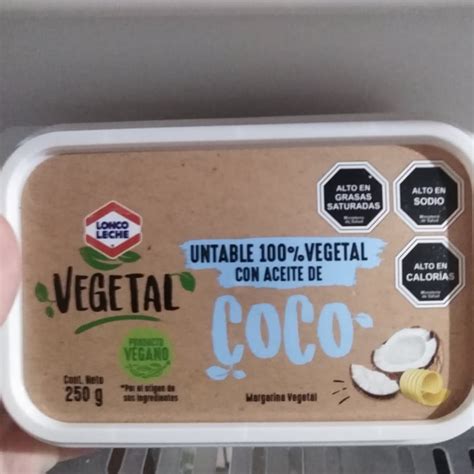 ALTO EN
GRASAS
SATURADAS
Ministerio
de Salud
ALTO EN
SODIO
Ministerio
de Salud
LONCO
LECHE
VEGETAL
UNTABLE 100% VEGETAL
CON ACEITE DE
COCO
ALTO EN
CALORÍAS
Ministerio
de Salud
PRODUCTO
VEGANO
Cont. Neto
250 g
*Por el origen de
sus ingredientes
Margarina Vegetal